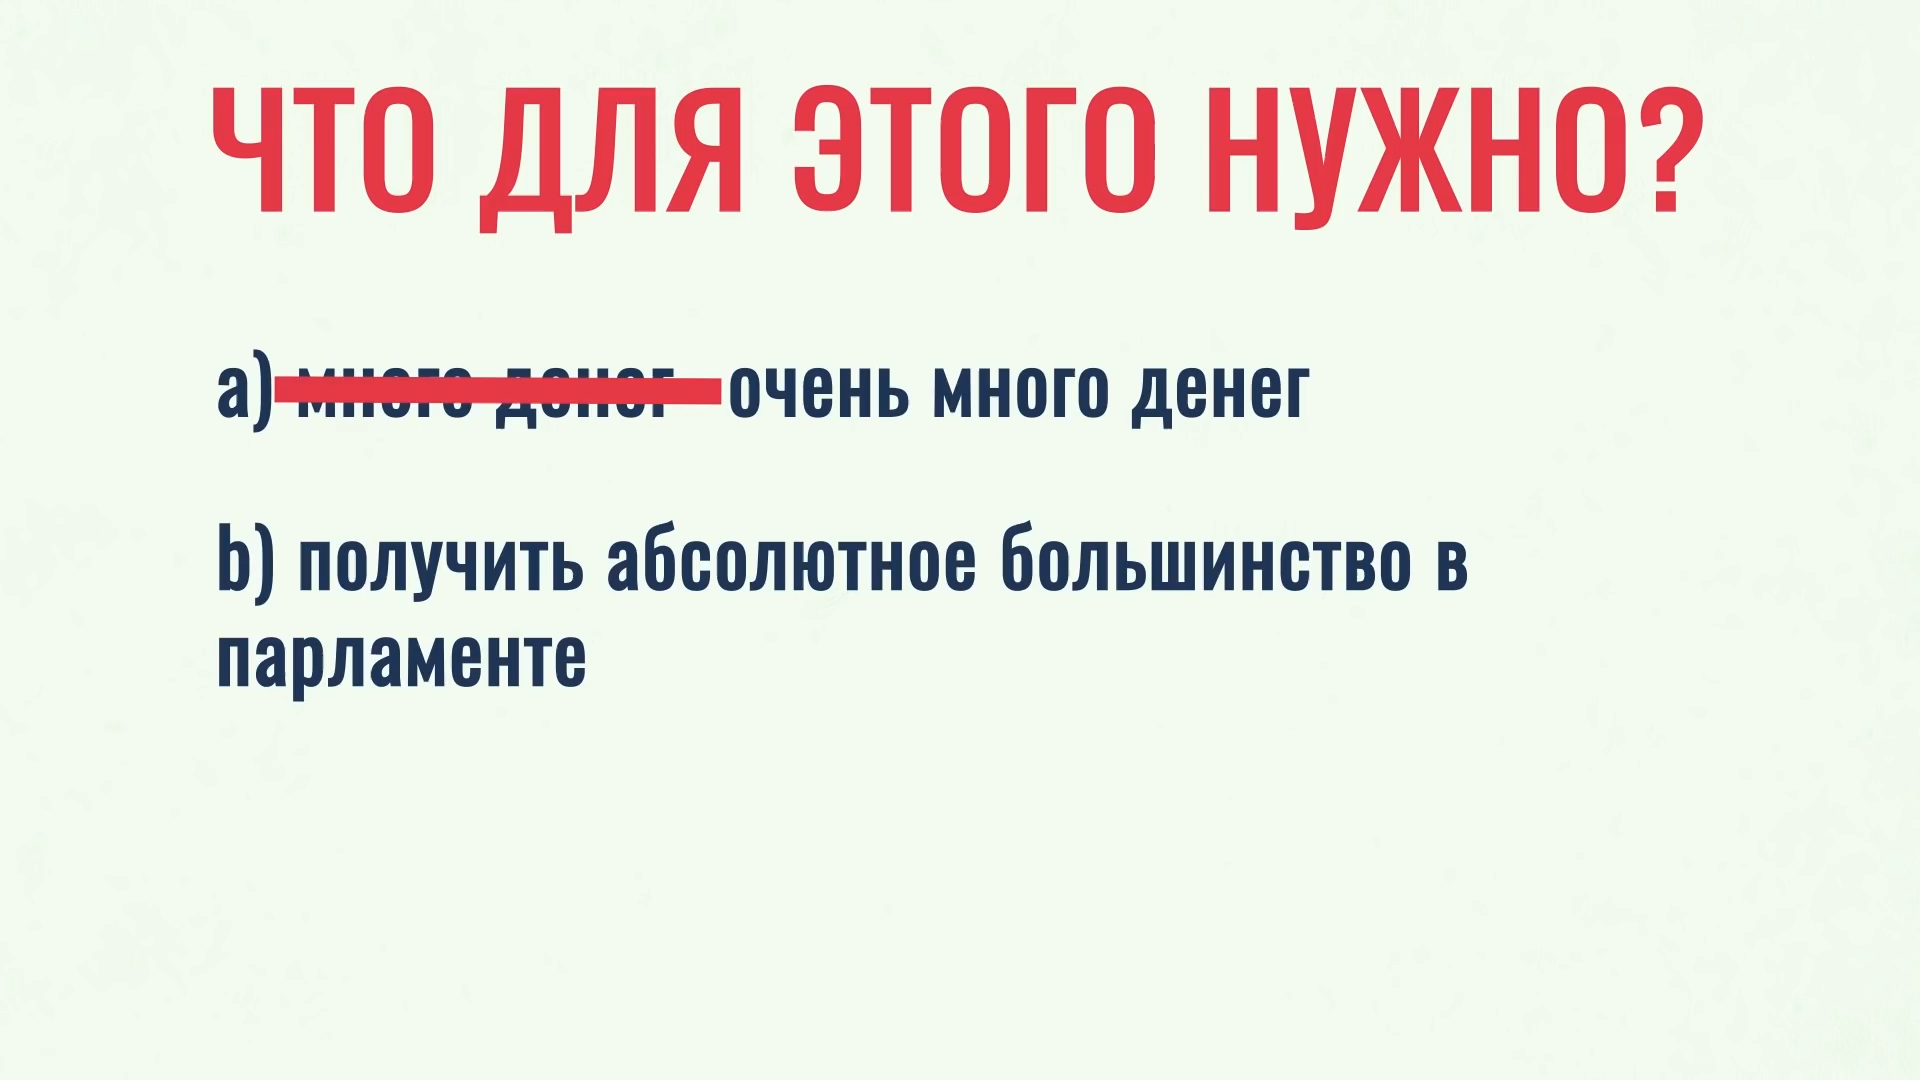 ЧТО ДЛЯ ЭТОГО НУЖНО?
a) много денег очень много денег
b) получить абсолютное большинство в
парламенте